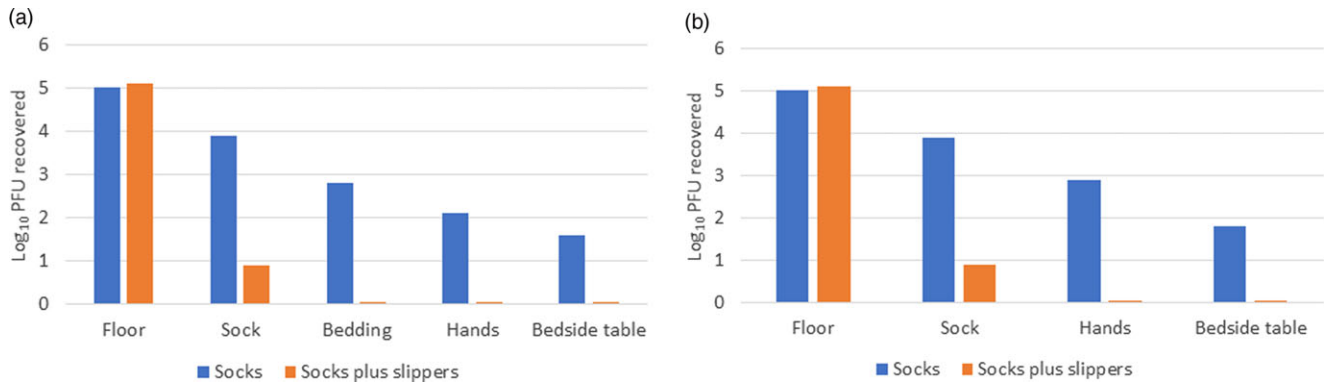 (a)
6
5
4
3
2
1
0
Log₁₀ PFU recovered
Floor Sock Bedding Hands Bedside table
Socks Socks plus slippers
(b)
6
5
4
3
2
1
0
Log₁₀ PFU recovered
Floor Sock Hands Bedside table
Socks Socks plus slippers